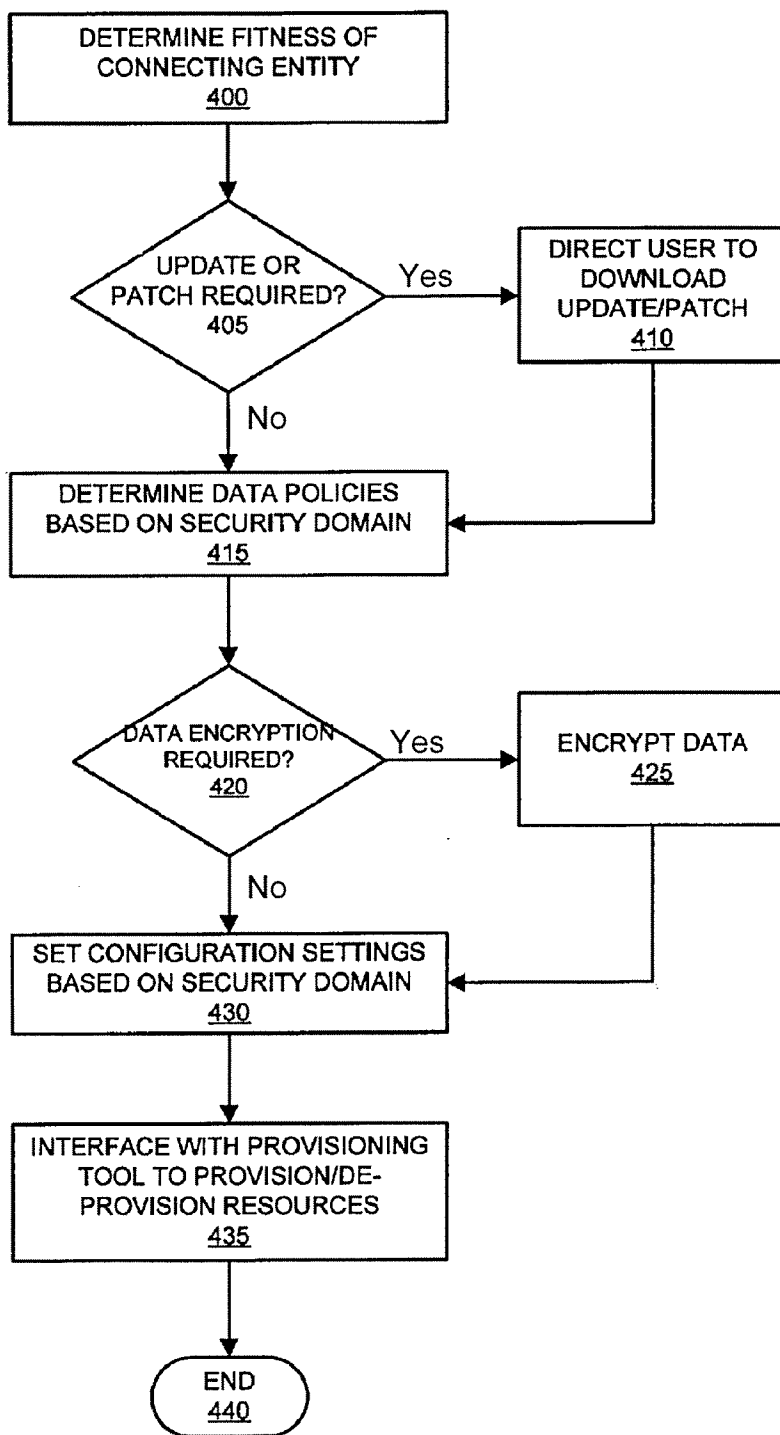 DETERMINE FITNESS OF
CONNECTING ENTITY
400
UPDATE OR
PATCH REQUIRED?
405
Yes
DIRECT USER TO
DOWNLOAD
UPDATE/PATCH
410
No
DETERMINE DATA POLICIES
BASED ON SECURITY DOMAIN
415
DATA ENCRYPTION
REQUIRED?
420
Yes
ENCRYPT DATA
425
No
SET CONFIGURATION SETTINGS
BASED ON SECURITY DOMAIN
430
INTERFACE WITH PROVISIONING
TOOL TO PROVISION/DE-
PROVISION RESOURCES
435
END
440